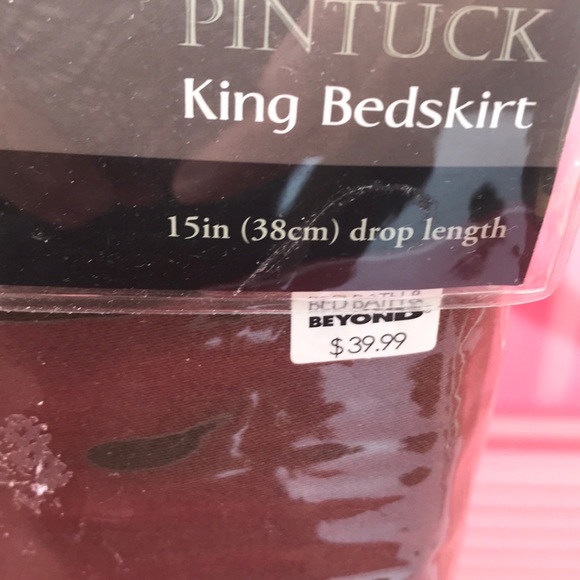 PINTUCK
King Bedskirt
15in (38cm) drop length
BED BATH &
BEYOND
$39.99